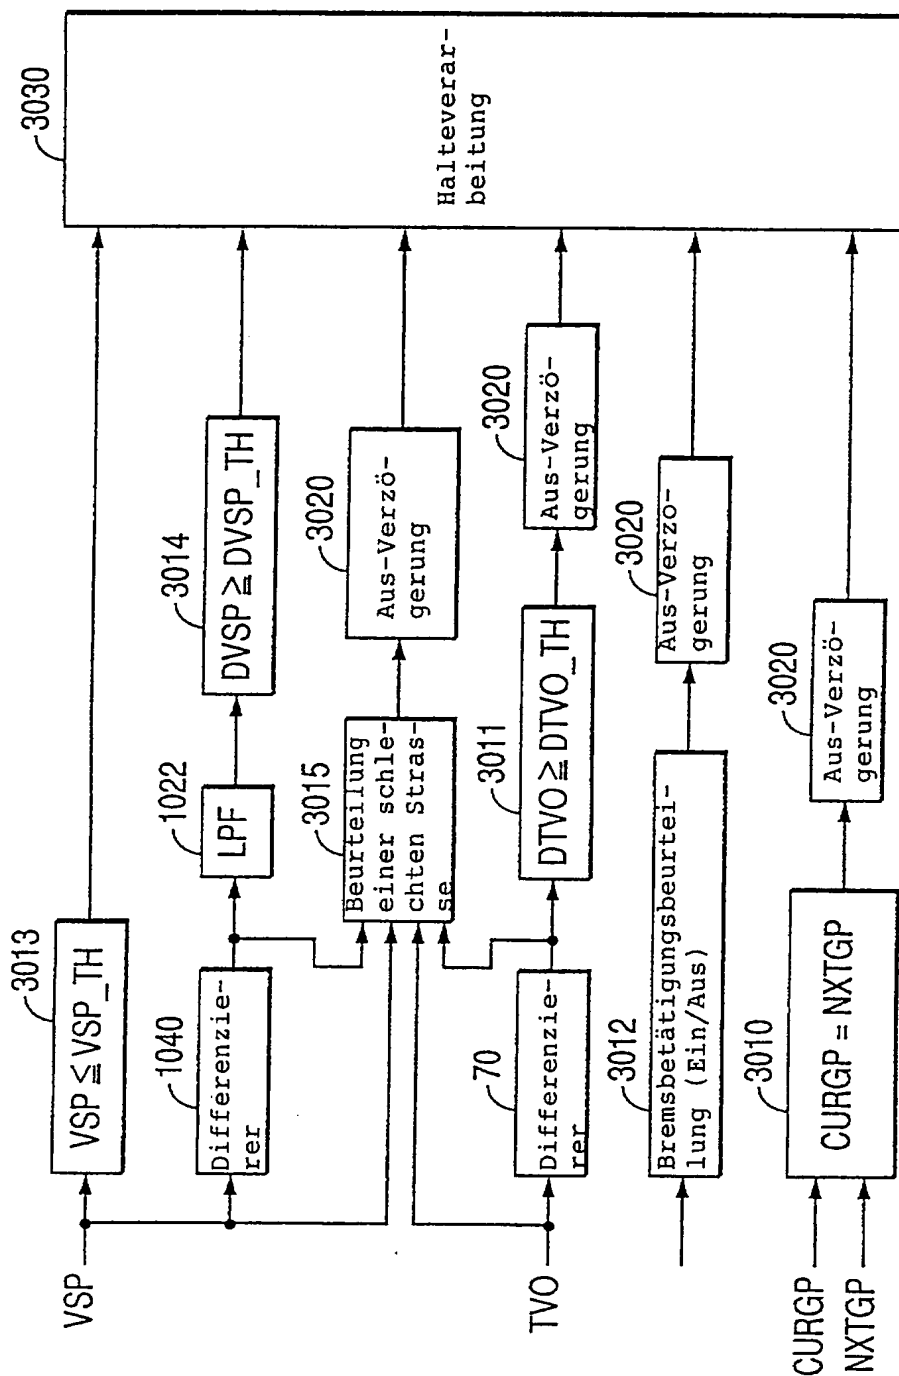 VSP
3013
VSP ≦ VSP_TH
1040
Differenzie-
rer
1022
LPF
3014
DVSP ≧ DVSP_TH
3015
Beurteilung
einer schle-
chten Stras-
se
3020
Aus-Verzö-
gerung
TVO
70
Differenzie-
rer
3011
DTVO ≧ DTVO_TH
3020
Aus-Verzö-
gerung
3012
Bremsbetätigungsbeurtei-
lung (Ein/Aus)
3020
Aus-Verzo-
gerung
CURGP
NXTGP
3010
CURGP = NXTGP
3020
Aus-Verzö-
gerung
3030
Halteverar-
beitung